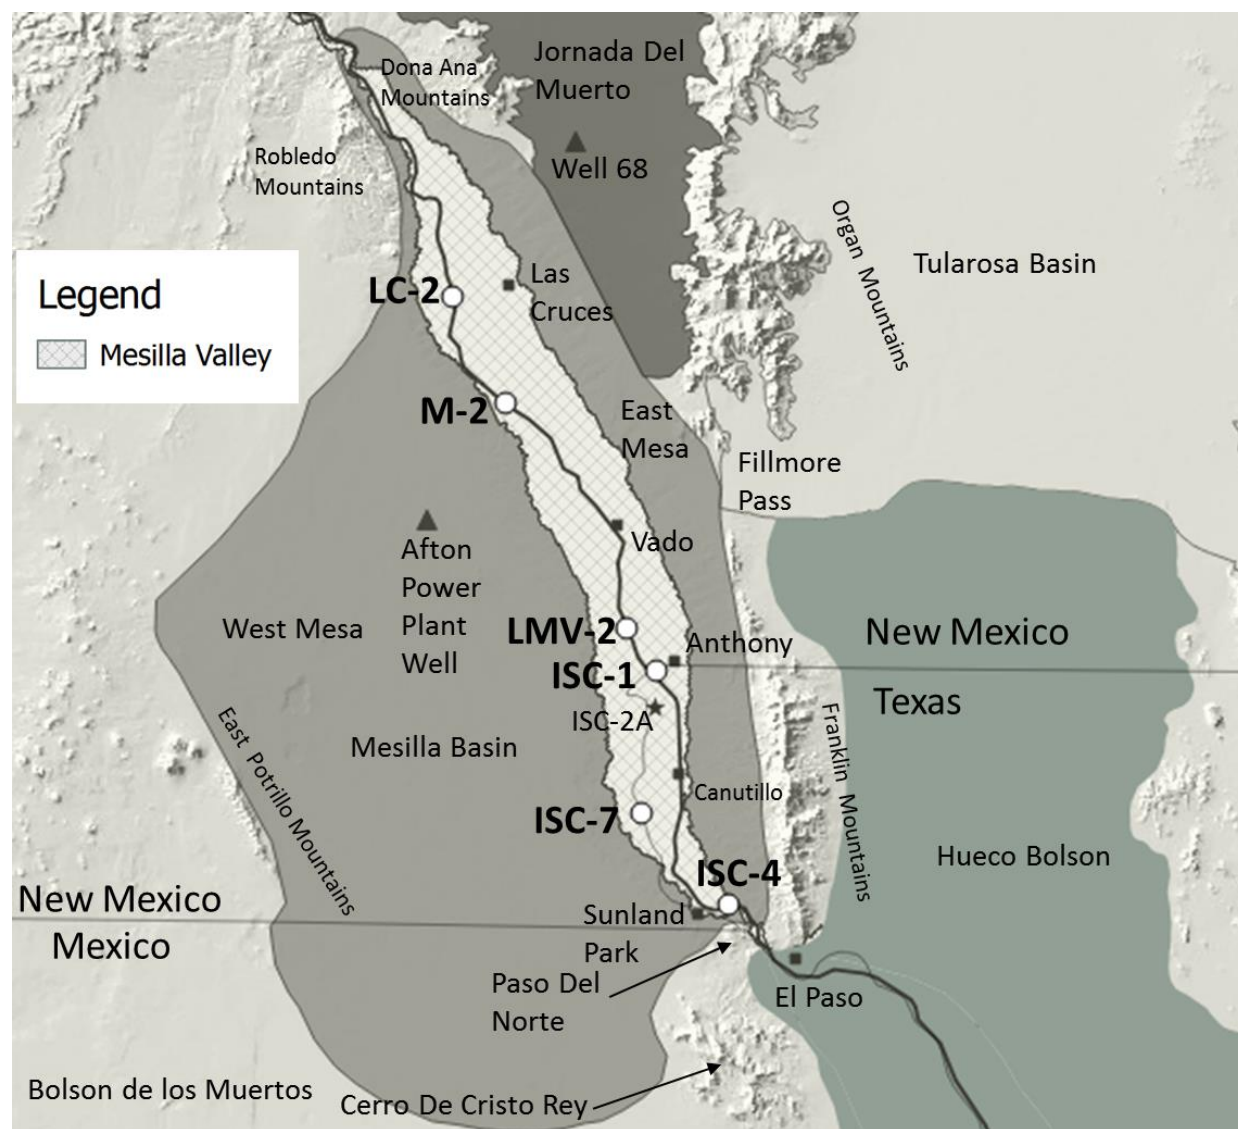 Jornada Del
Muerto
Dona Ana
Mountains
Well 68
Robledo
Mountains
Organ Mountains
Tularosa Basin
Legend
Mesilla Valley
LC-2
Las
Cruces
M-2
East
Mesa
Fillmore
Pass
Afton
Power
Plant
Well
Vado
West Mesa
LMV-2
Anthony
New Mexico
ISC-1
Texas
ISC-2A
East Potrillo Mountains
Mesilla Basin
Franklin Mountains
Canutillo
ISC-7
Hueco Bolson
ISC-4
New Mexico
Mexico
Sunland
Park
Paso Del
Norte
El Paso
Bolson de los Muertos
Cerro De Cristo Rey